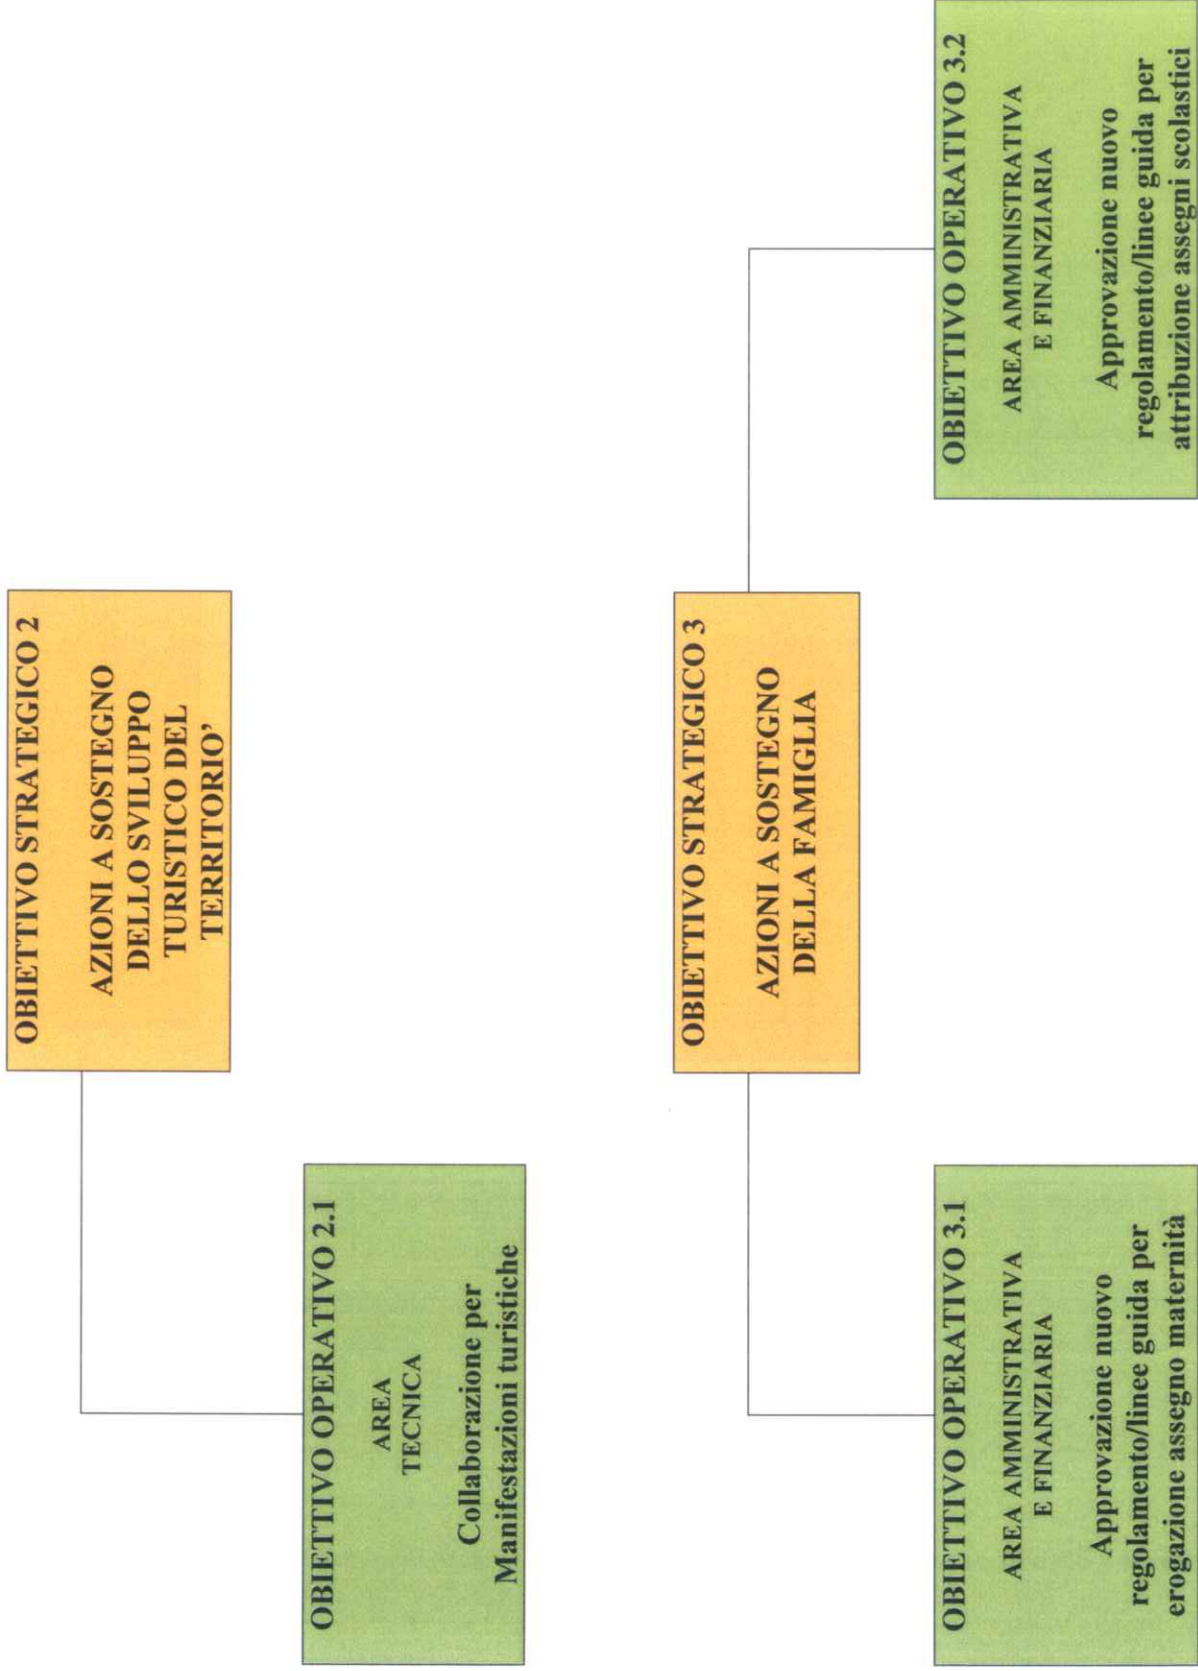 OBIETTIVO STRATEGICO 2
AZIONI A SOSTEGNO
DELLO SVILUPPO
TURISTICO DEL
TERRITORIO’
OBIETTIVO OPERATIVO 2.1
AREA
TECNICA
Collaborazione per
Manifestazioni turistiche
OBIETTIVO STRATEGICO 3
AZIONI A SOSTEGNO
DELLA FAMIGLIA
OBIETTIVO OPERATIVO 3.1
AREA AMMINISTRATIVA
E FINANZIARIA
Approvazione nuovo
regolamento/linee guida per
erogazione assegno maternità
OBIETTIVO OPERATIVO 3.2
AREA AMMINISTRATIVA
E FINANZIARIA
Approvazione nuovo
regolamento/linee guida per
attribuzione assegni scolastici